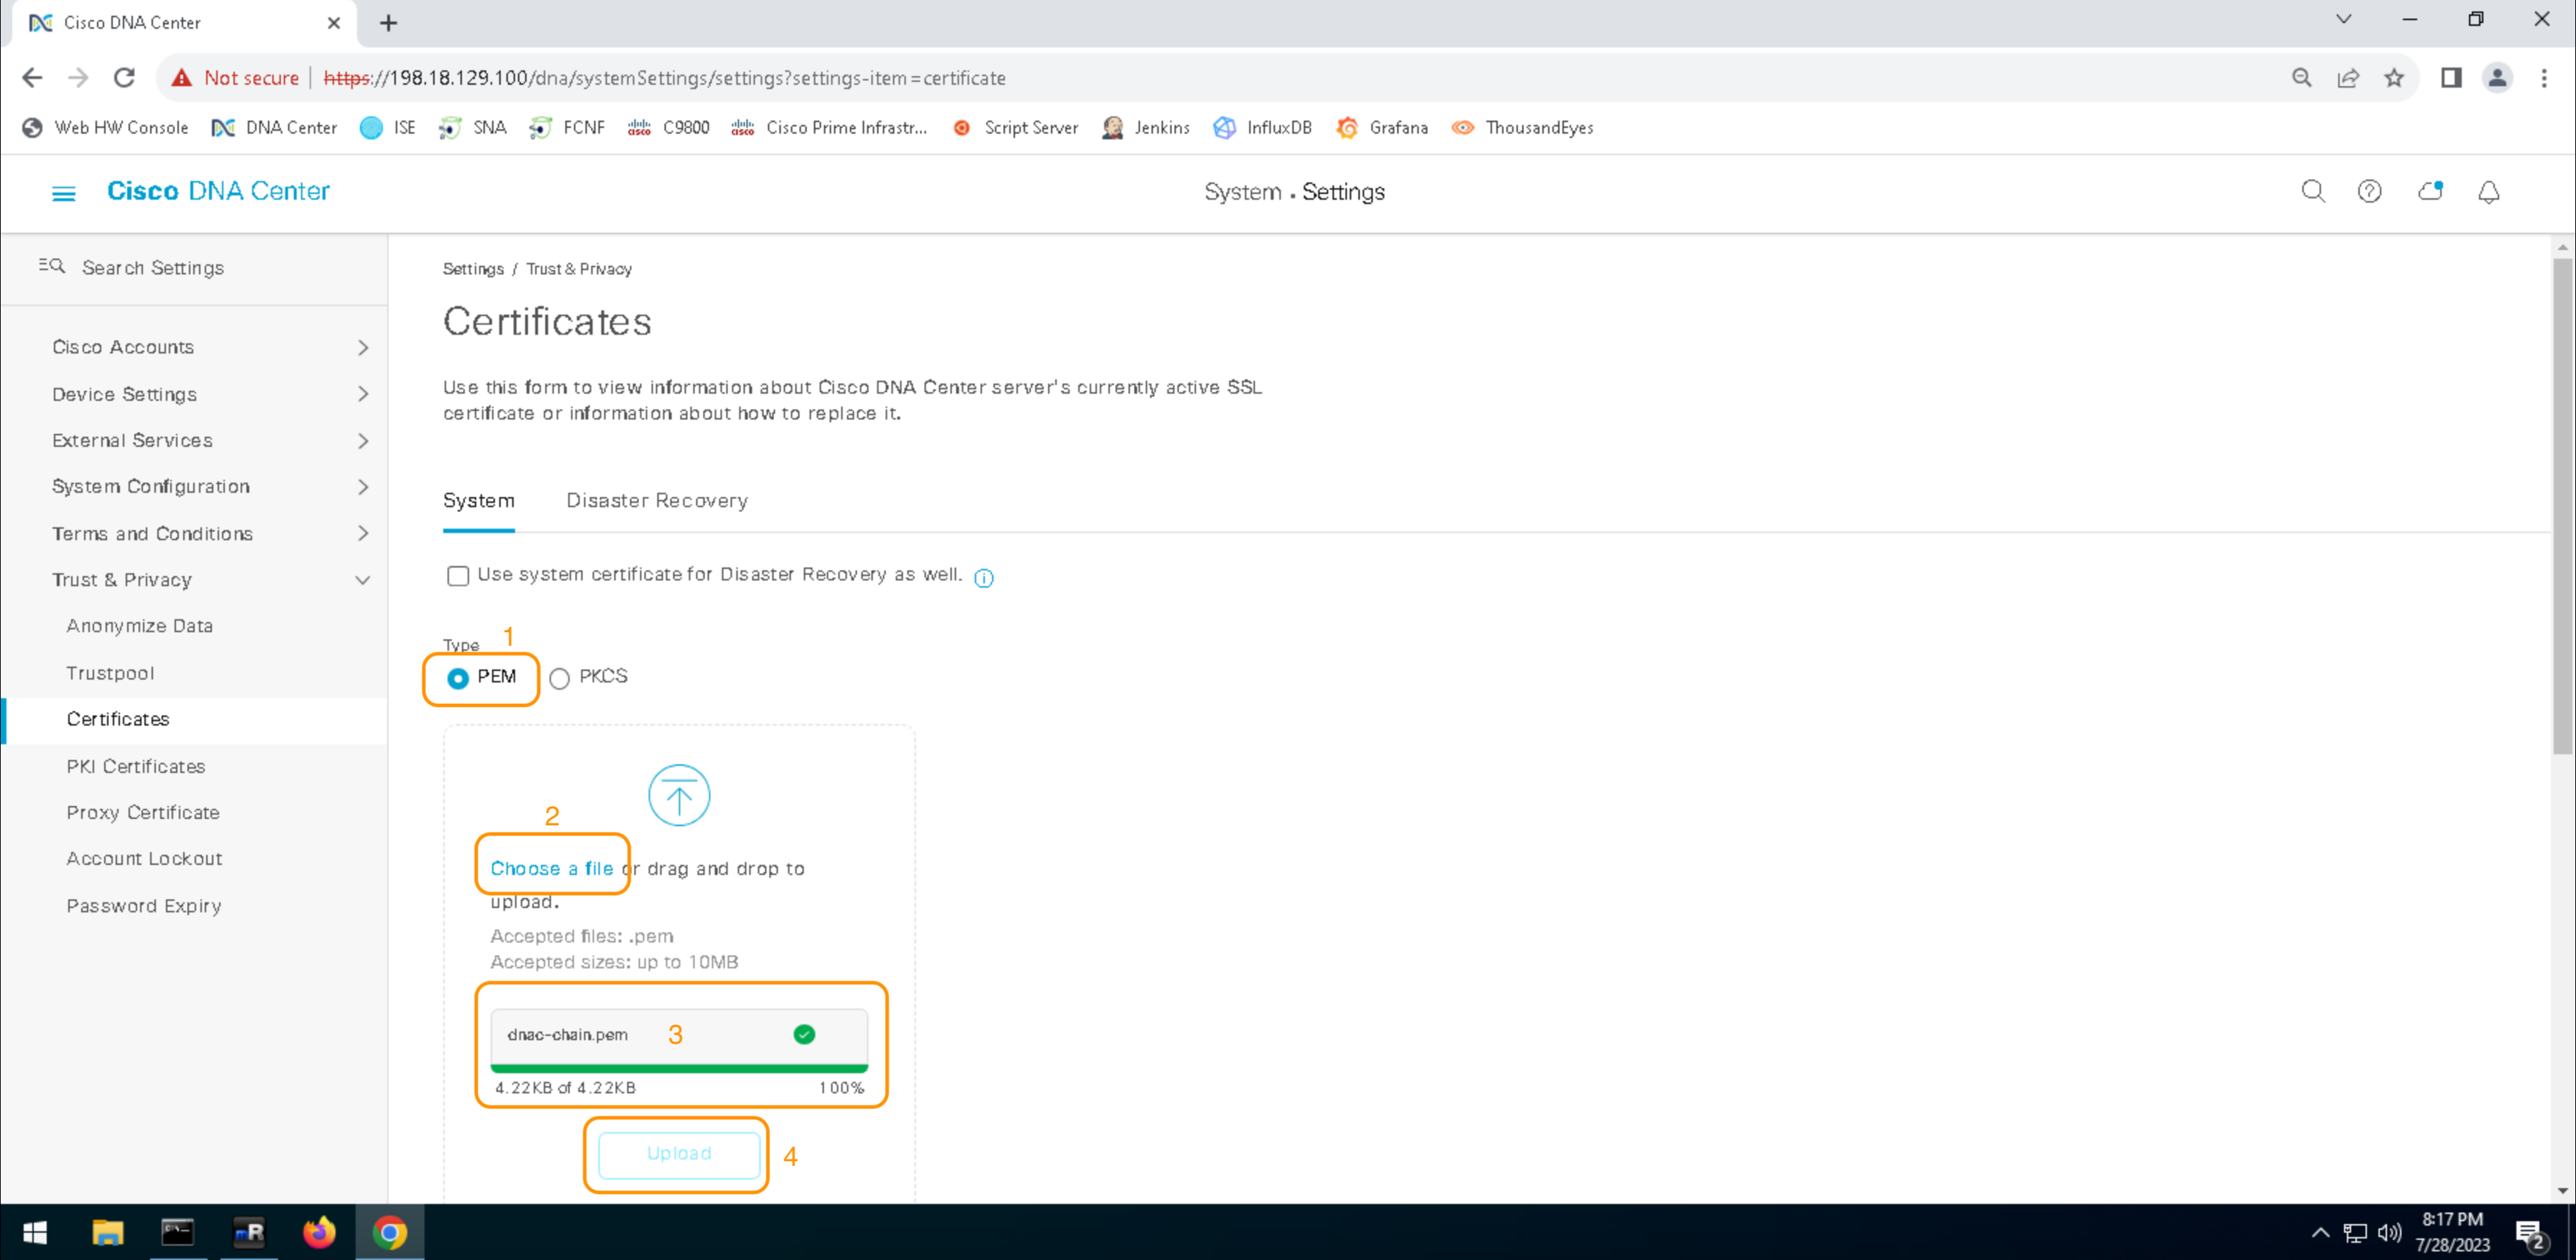 Cisco DNA Center
Not secure https://198.18.129.100/dna/systemSettings/settings?settings-item=certificate
Web HW Console DNA Center ISE SNA FCNF cisco C9800 cisco Cisco Prime Infrastr... Script Server Jenkins InfluxDB Grafana ThousandEyes
Cisco DNA Center System . Settings
Search Settings
Cisco Accounts
Device Settings
External Services
System Configuration
Terms and Conditions
Trust & Privacy
Anonymize Data
Trustpool
Certificates
PKI Certificates
Proxy Certificate
Account Lockout
Password Expiry
Settings / Trust & Privacy
Certificates
Use this form to view information about Cisco DNA Center server's currently active SSL
certificate or information about how to replace it.
System Disaster Recovery
Use system certificate for Disaster Recovery as well.
Type 1
PEM PKCS
2
Choose a file or drag and drop to
upload.
Accepted files: .pem
Accepted sizes: up to 10MB
dnac-chain.pem 3
4.22KB of 4.22KB 100%
Upload 4
mR
8:17 PM
7/28/2023
2